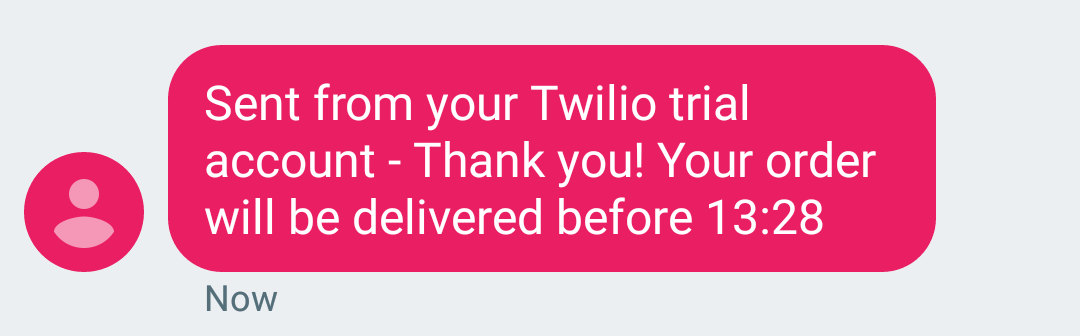 Sent from your Twilio trial
account - Thank you! Your order
will be delivered before 13:28
Now